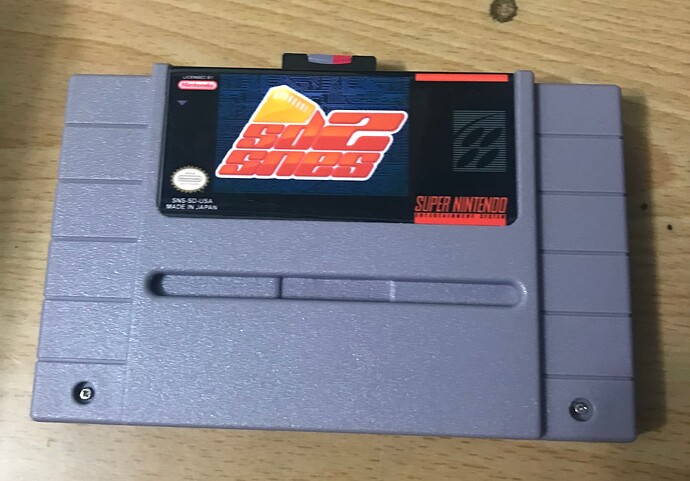 LICENSED BY
Nintendo
sd2
snes
SNS-SD-USA
MADE IN JAPAN
SUPER NINTENDO
ENTERTAINMENT SYSTEM